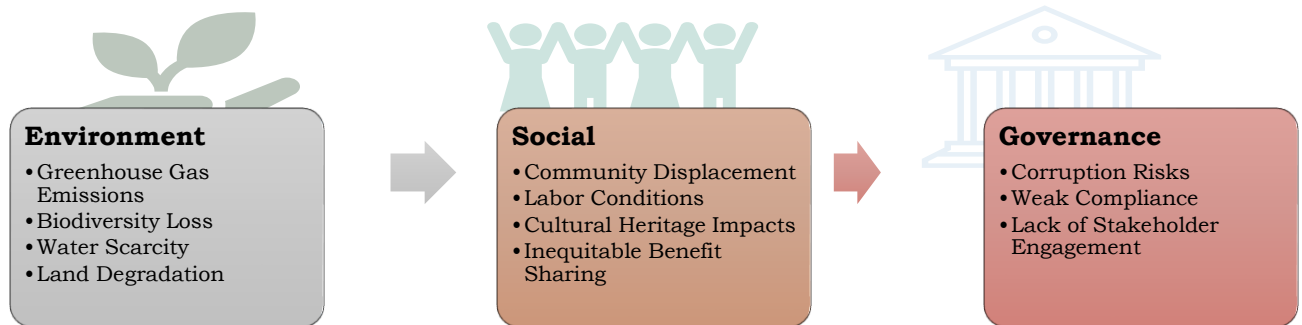 Environment
•Greenhouse Gas
Emissions
•Biodiversity Loss
•Water Scarcity
•Land Degradation
Social
•Community Displacement
•Labor Conditions
•Cultural Heritage Impacts
•Inequitable Benefit
Sharing
Governance
•Corruption Risks
•Weak Compliance
•Lack of Stakeholder
Engagement